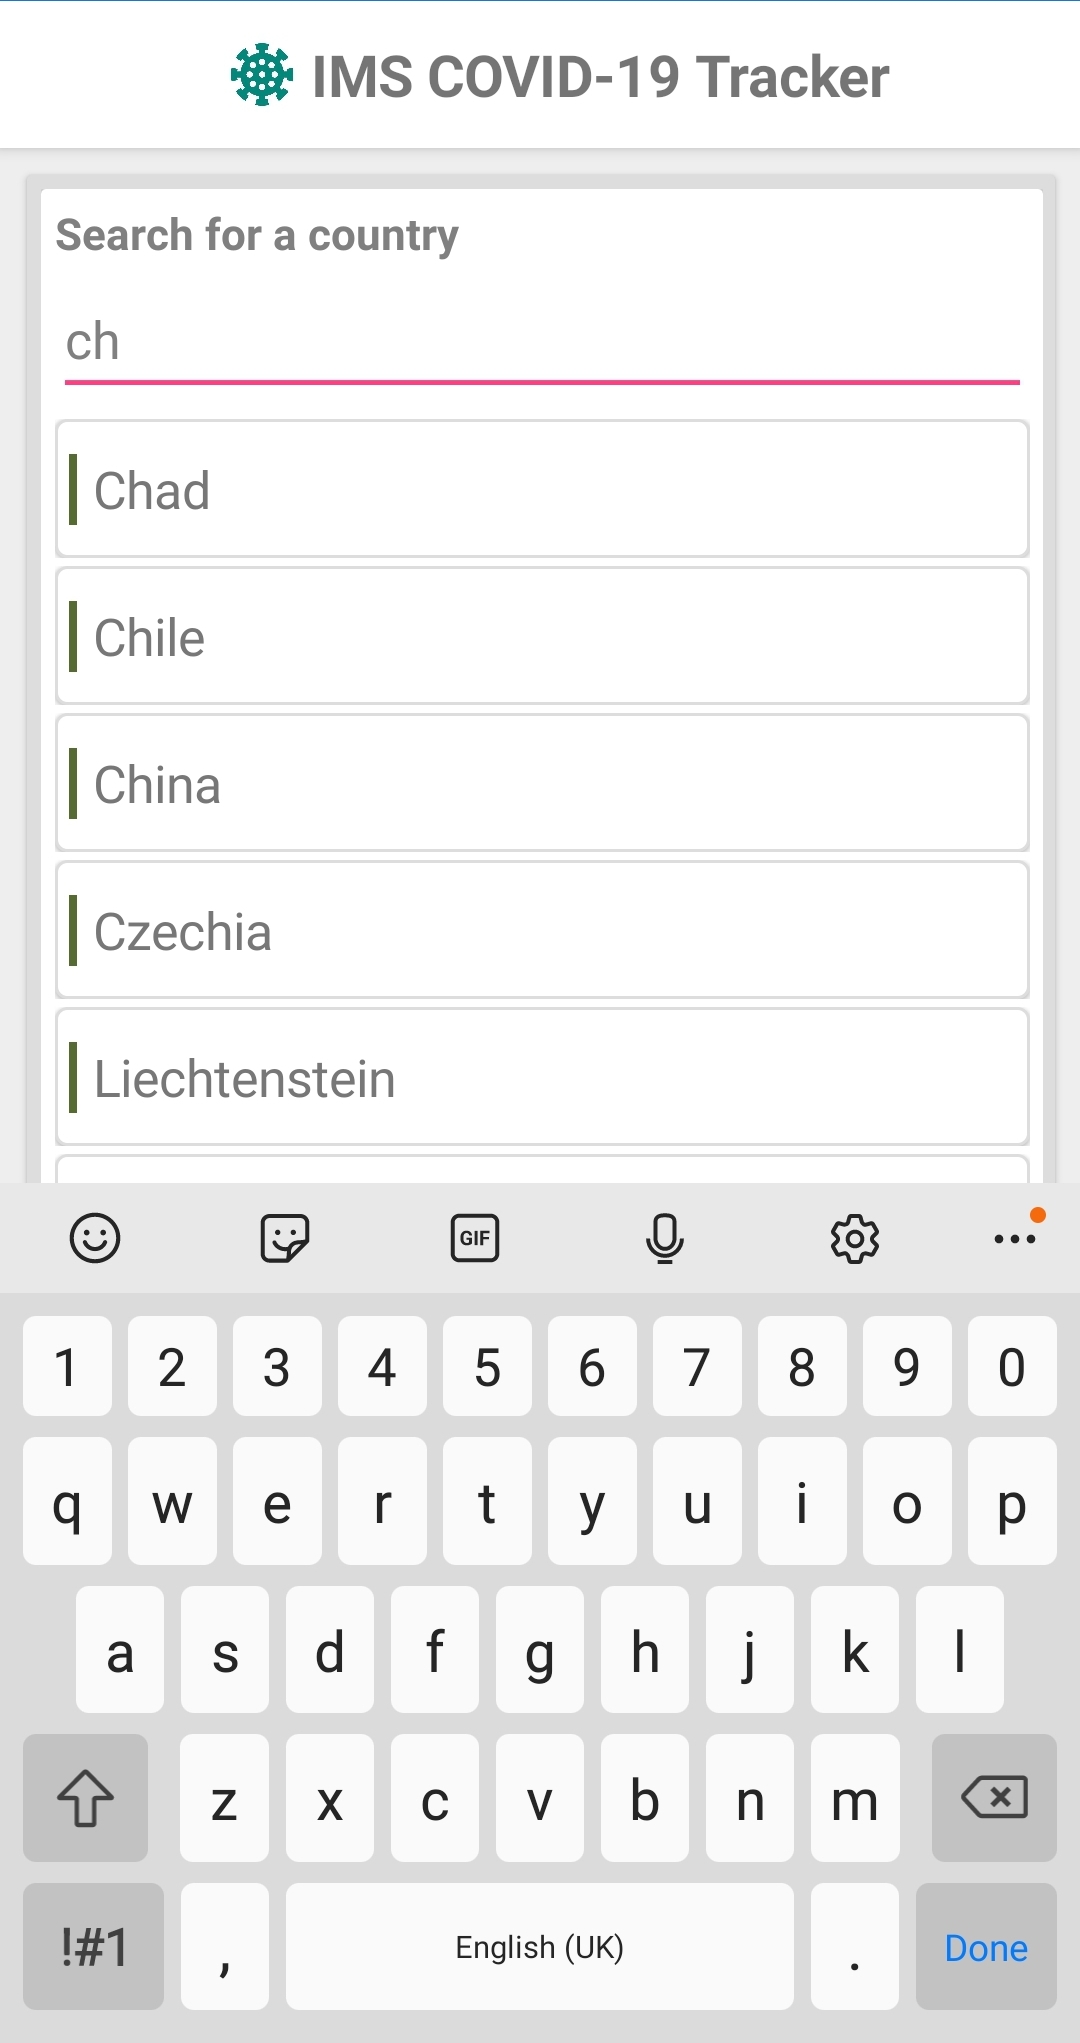 IMS COVID-19 Tracker
Search for a country
ch
Chad
Chile
China
Czechia
Liechtenstein
GIF
1 2 3 4 5 6 7 8 9 0
q w e r t y u i o p
a s d f g h j k l
z x c v b n m
!#1 , English (UK) . Done